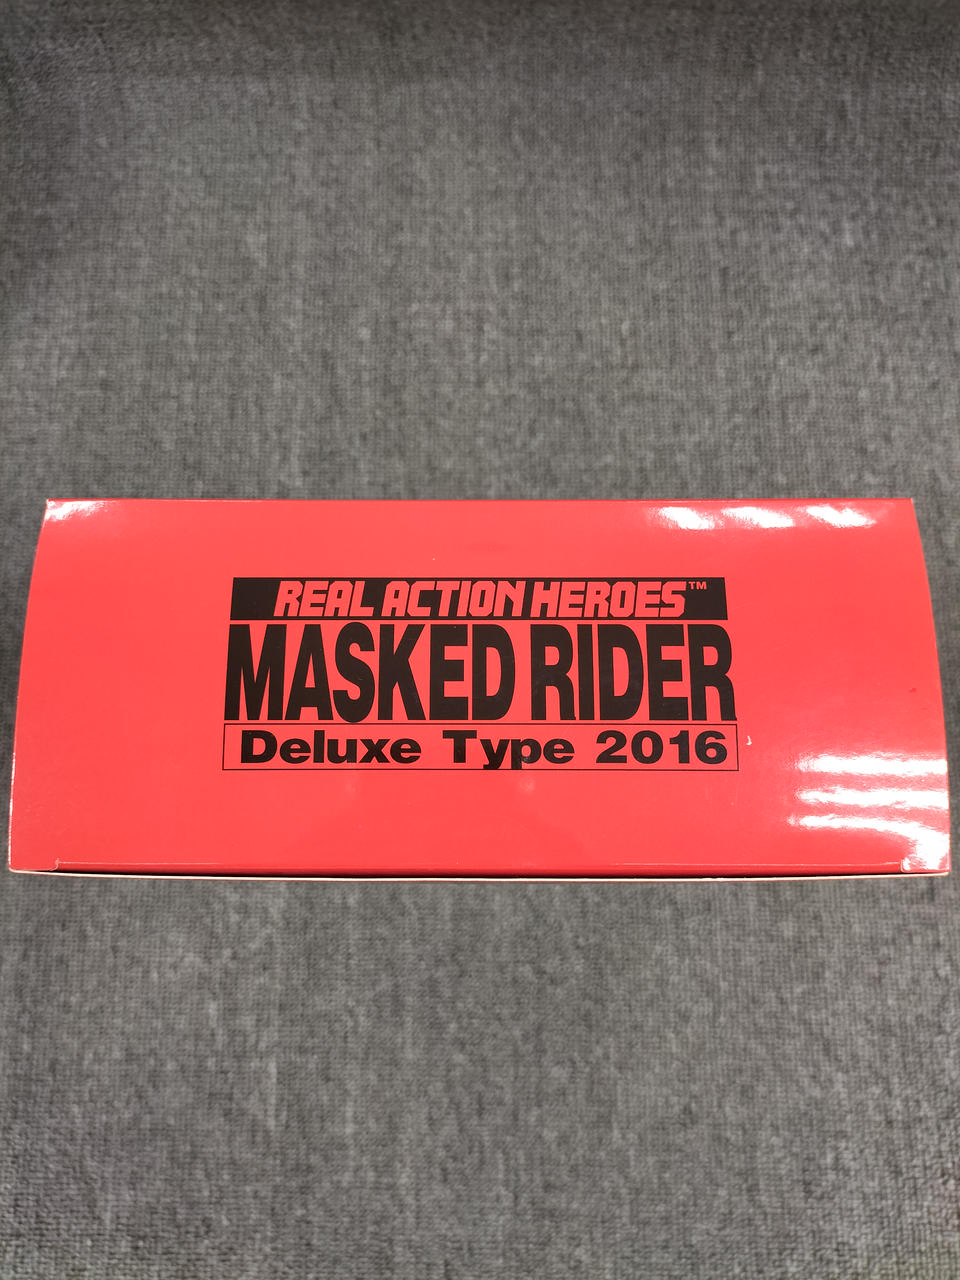 REAL ACTION HEROES™
MASKED RIDER
Deluxe Type 2016